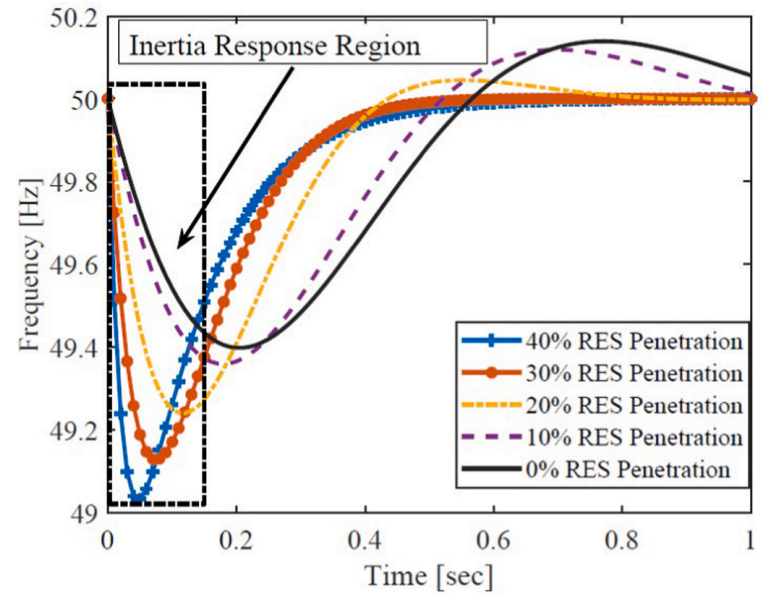 50.2
Inertia Response Region
50
49.8
49.6
49.4
49.2
49
Frequency [Hz]
40% RES Penetration
30% RES Penetration
20% RES Penetration
10% RES Penetration
0% RES Penetration
0 0.2 0.4 0.6 0.8 1
Time [sec]